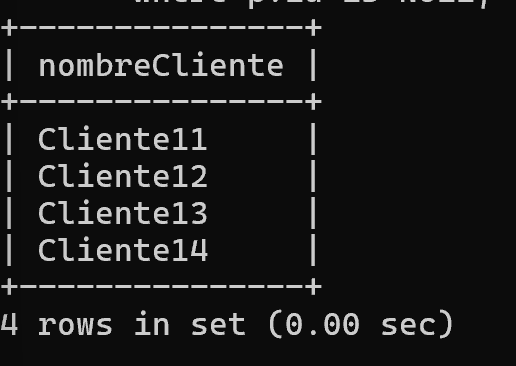 +---------------+
| nombreCliente |
+---------------+
| Cliente11     |
| Cliente12     |
| Cliente13     |
| Cliente14     |
+---------------+
4 rows in set (0.00 sec)